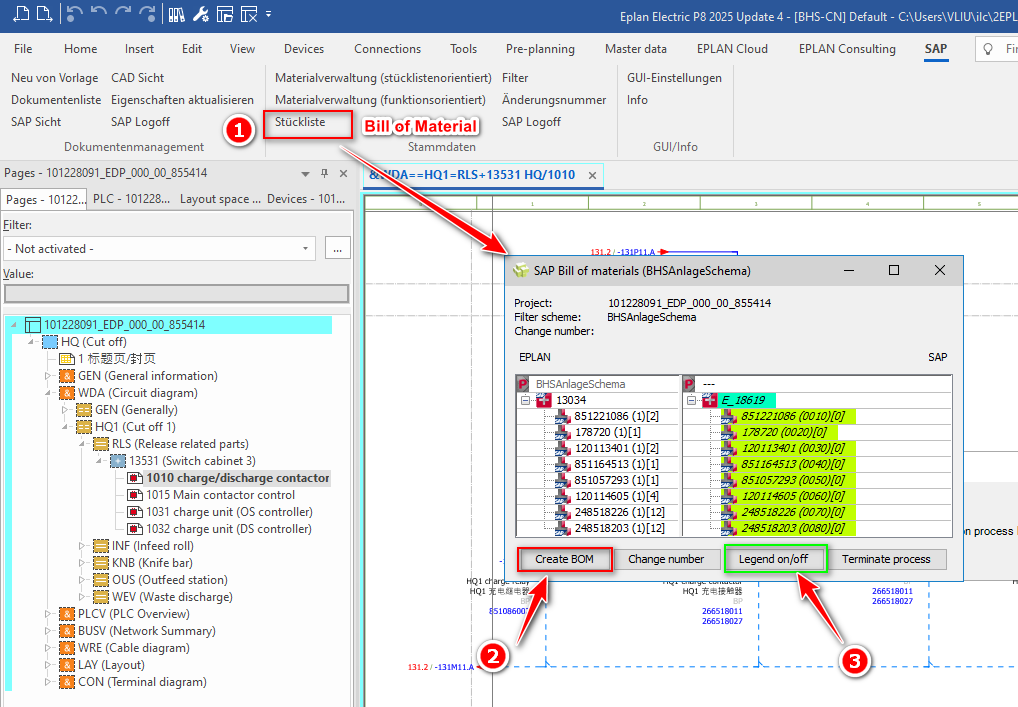 Eplan Electric P8 2025 Update 4 - [BHS-CN] Default - C:\Users\VLIU\ilc\2EPL
File Home Insert Edit View Devices Connections Tools Pre-planning Master data EPLAN Cloud EPLAN Consulting SAP Fi
Neu von Vorlage CAD Sicht Materialverwaltung (stücklistenorientiert) Filter GUI-Einstellungen
Dokumentenliste Eigenschaften aktualisieren Materialverwaltung (funktionsorientiert) Änderungsnummer Info
SAP Sicht SAP Logoff 1 Stückliste Bill of Material SAP Logoff
Dokumentenmanagement Stammdaten GUI/Info
Pages - 101228091_EDP_000_00_855414
&WDA==HQ1=RLS+13531 HQ/1010
Pages - 10122... PLC - 101228... Layout space ... Devices - 101...
Filter:
- Not activated -
...
Value:
101228091_EDP_000_00_855414
HQ (Cut off)
1 标题页/封页
GEN (General information)
WDA (Circuit diagram)
GEN (Generally)
HQ1 (Cut off 1)
RLS (Release related parts)
13531 (Switch cabinet 3)
1010 charge/discharge contactor
1015 Main contactor control
1031 charge unit (OS controller)
1032 charge unit (DS controller)
INF (Infeed roll)
KNB (Knife bar)
OUS (Outfeed station)
WEV (Waste discharge)
PLCV (PLC Overview)
BUSV (Network Summary)
WRE (Cable diagram)
LAY (Layout)
CON (Terminal diagram)
1 2 3 4 5
131.2 / -131P11.A
SAP Bill of materials (BHSAnlageSchema)
Project: 101228091_EDP_000_00_855414
Filter scheme: BHSAnlageSchema
Change number:
EPLAN SAP
BHSAnlageSchema ---
13034 E_18619
851221086 (1)[2] 851221086 (0010)[0]
178720 (1)[1] 178720 (0020)[0]
120113401 (1)[2] 120113401 (0030)[0]
851164513 (1)[1] 851164513 (0040)[0]
851057293 (1)[1] 851057293 (0050)[0]
120114605 (1)[4] 120114605 (0060)[0]
248518226 (1)[12] 248518226 (0070)[0]
248518203 (1)[12] 248518203 (0080)[0]
on process
Create BOM Change number Legend on/off Terminate process
HQ1 charge relay HQ1 charge contactor
HQ1 充电继电器 HQ1 充电接触器 266518011
BP BP 266518027
8510860 266518011
266518027
2 3
131.2 / -131M11.A